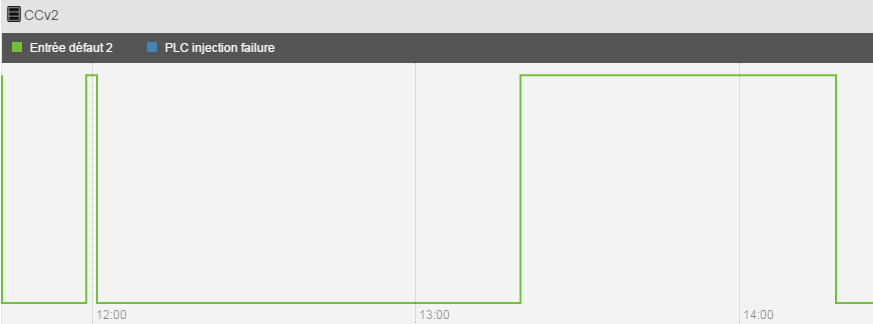 CCv2
Entrée défaut 2 PLC injection failure
12:00 13:00 14:00